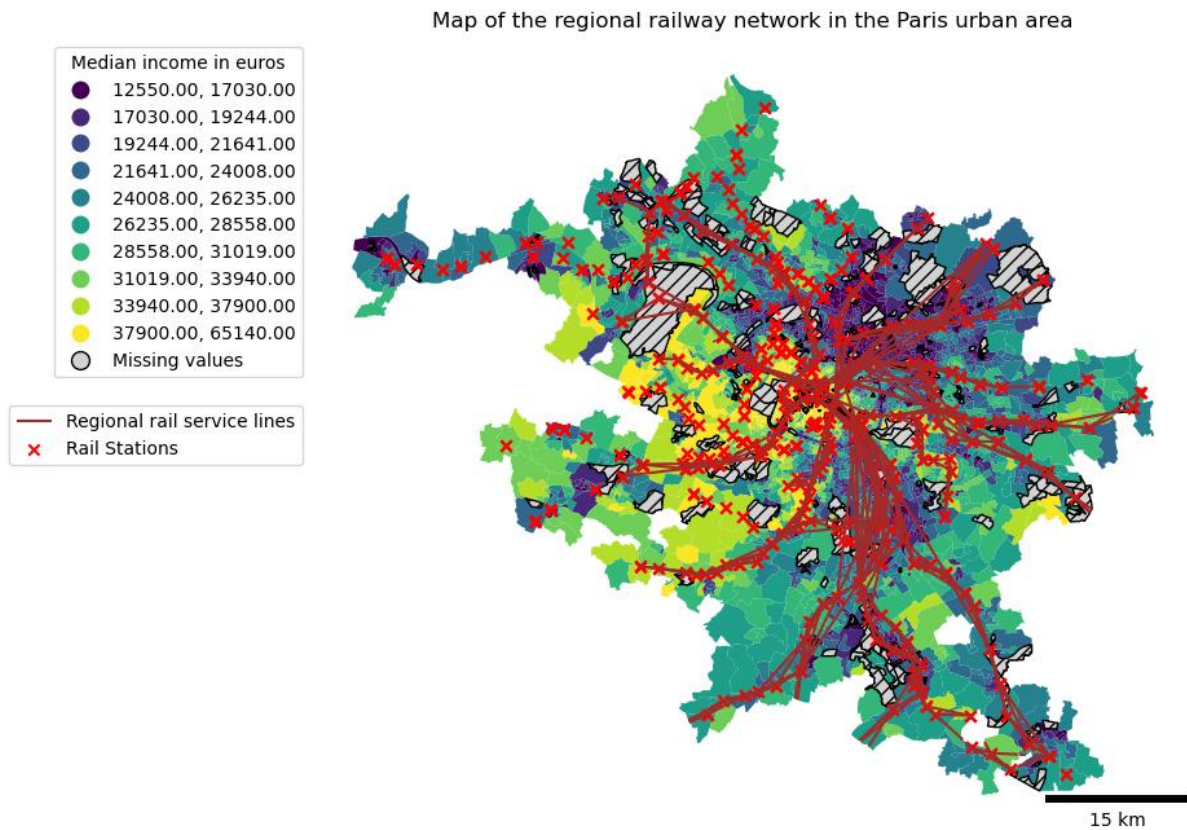 Map of the regional railway network in the Paris urban area
Median income in euros
12550.00, 17030.00
17030.00, 19244.00
19244.00, 21641.00
21641.00, 24008.00
24008.00, 26235.00
26235.00, 28558.00
28558.00, 31019.00
31019.00, 33940.00
33940.00, 37900.00
37900.00, 65140.00
Missing values
Regional rail service lines
Rail Stations
15 km